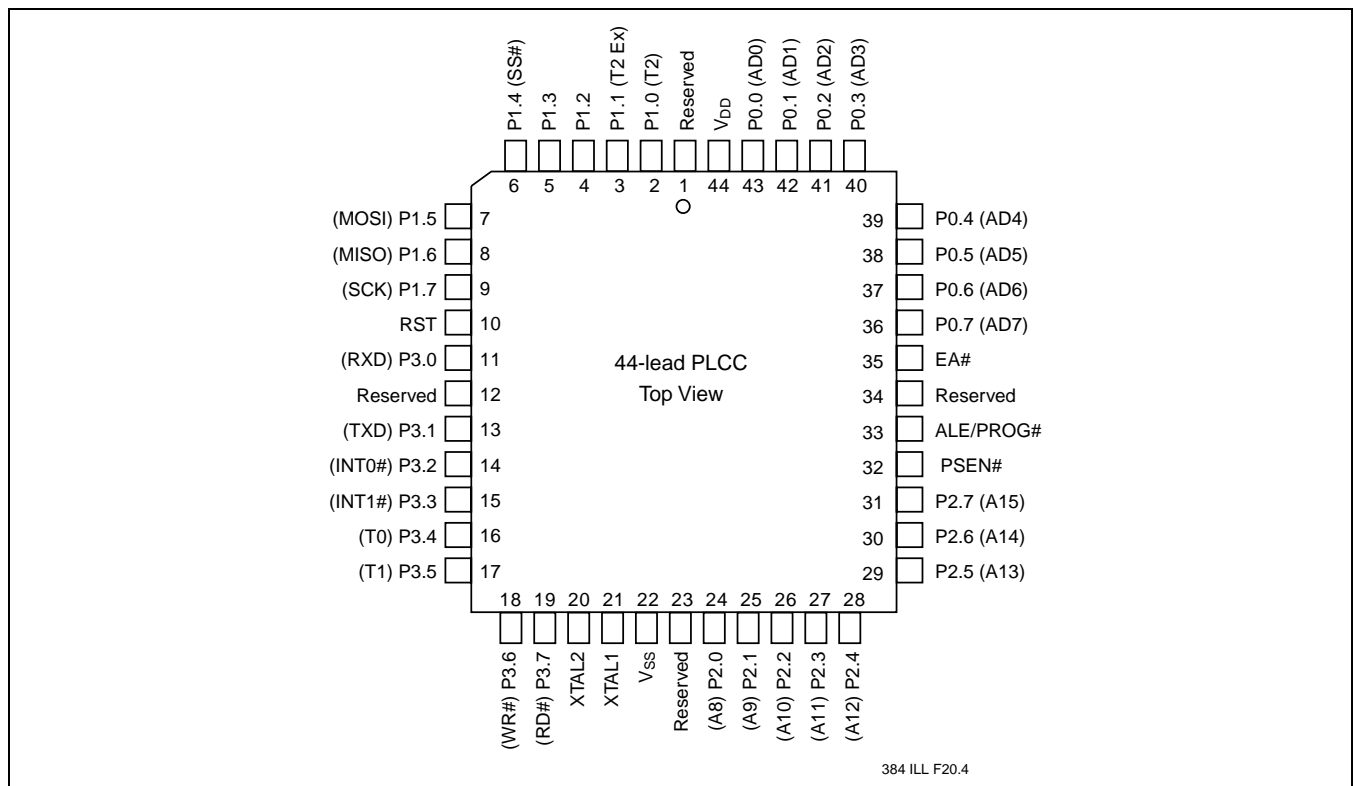 P1.4 (SS#)
P1.3
P1.2
P1.1 (T2 Ex)
P1.0 (T2)
Reserved
VDD
P0.0 (AD0)
P0.1 (AD1)
P0.2 (AD2)
P0.3 (AD3)
6 5 4 3 2 1 44 43 42 41 40
(MOSI) P1.5 7
39 P0.4 (AD4)
(MISO) P1.6 8
38 P0.5 (AD5)
(SCK) P1.7 9
37 P0.6 (AD6)
RST 10
36 P0.7 (AD7)
(RXD) P3.0 11
35 EA#
Reserved 12
34 Reserved
(TXD) P3.1 13
33 ALE/PROG#
(INT0#) P3.2 14
32 PSEN#
(INT1#) P3.3 15
31 P2.7 (A15)
(T0) P3.4 16
30 P2.6 (A14)
(T1) P3.5 17
29 P2.5 (A13)
44-lead PLCC
Top View
18 19 20 21 22 23 24 25 26 27 28
(WR#) P3.6
(RD#) P3.7
XTAL2
XTAL1
VSS
Reserved
(A8) P2.0
(A9) P2.1
(A10) P2.2
(A11) P2.3
(A12) P2.4
384 ILL F20.4